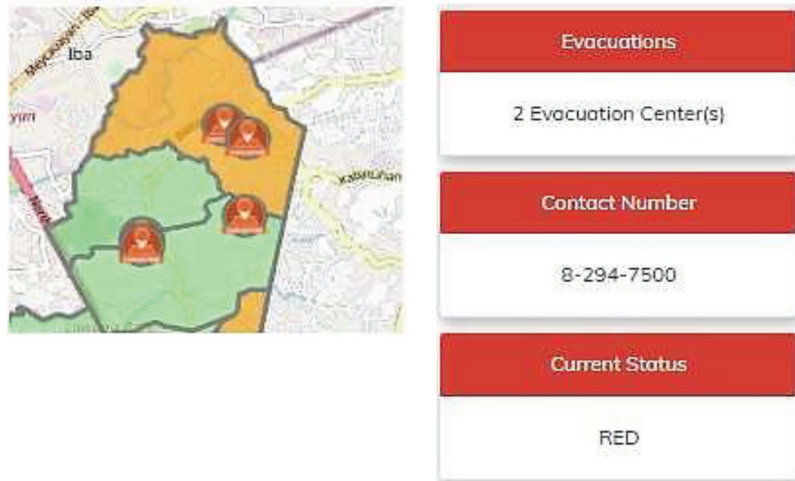 Iba
Evacuations
2 Evacuation Center(s)
Contact Number
8-294-7500
Current Status
RED